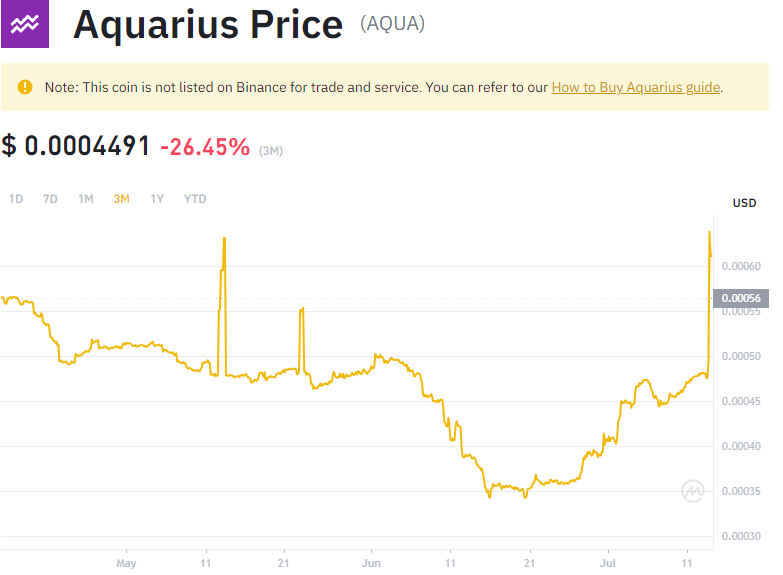 Aquarius Price (AQUA)
Note: This coin is not listed on Binance for trade and service. You can refer to our How to Buy Aquarius guide.
$ 0.0004491 -26.45% (3M)
1D 7D 1M 3M 1Y YTD
USD
0.00060
0.00056
0.00055
0.00050
0.00045
0.00040
0.00035
0.00030
May 11 21 Jun 11 21 Jul 11